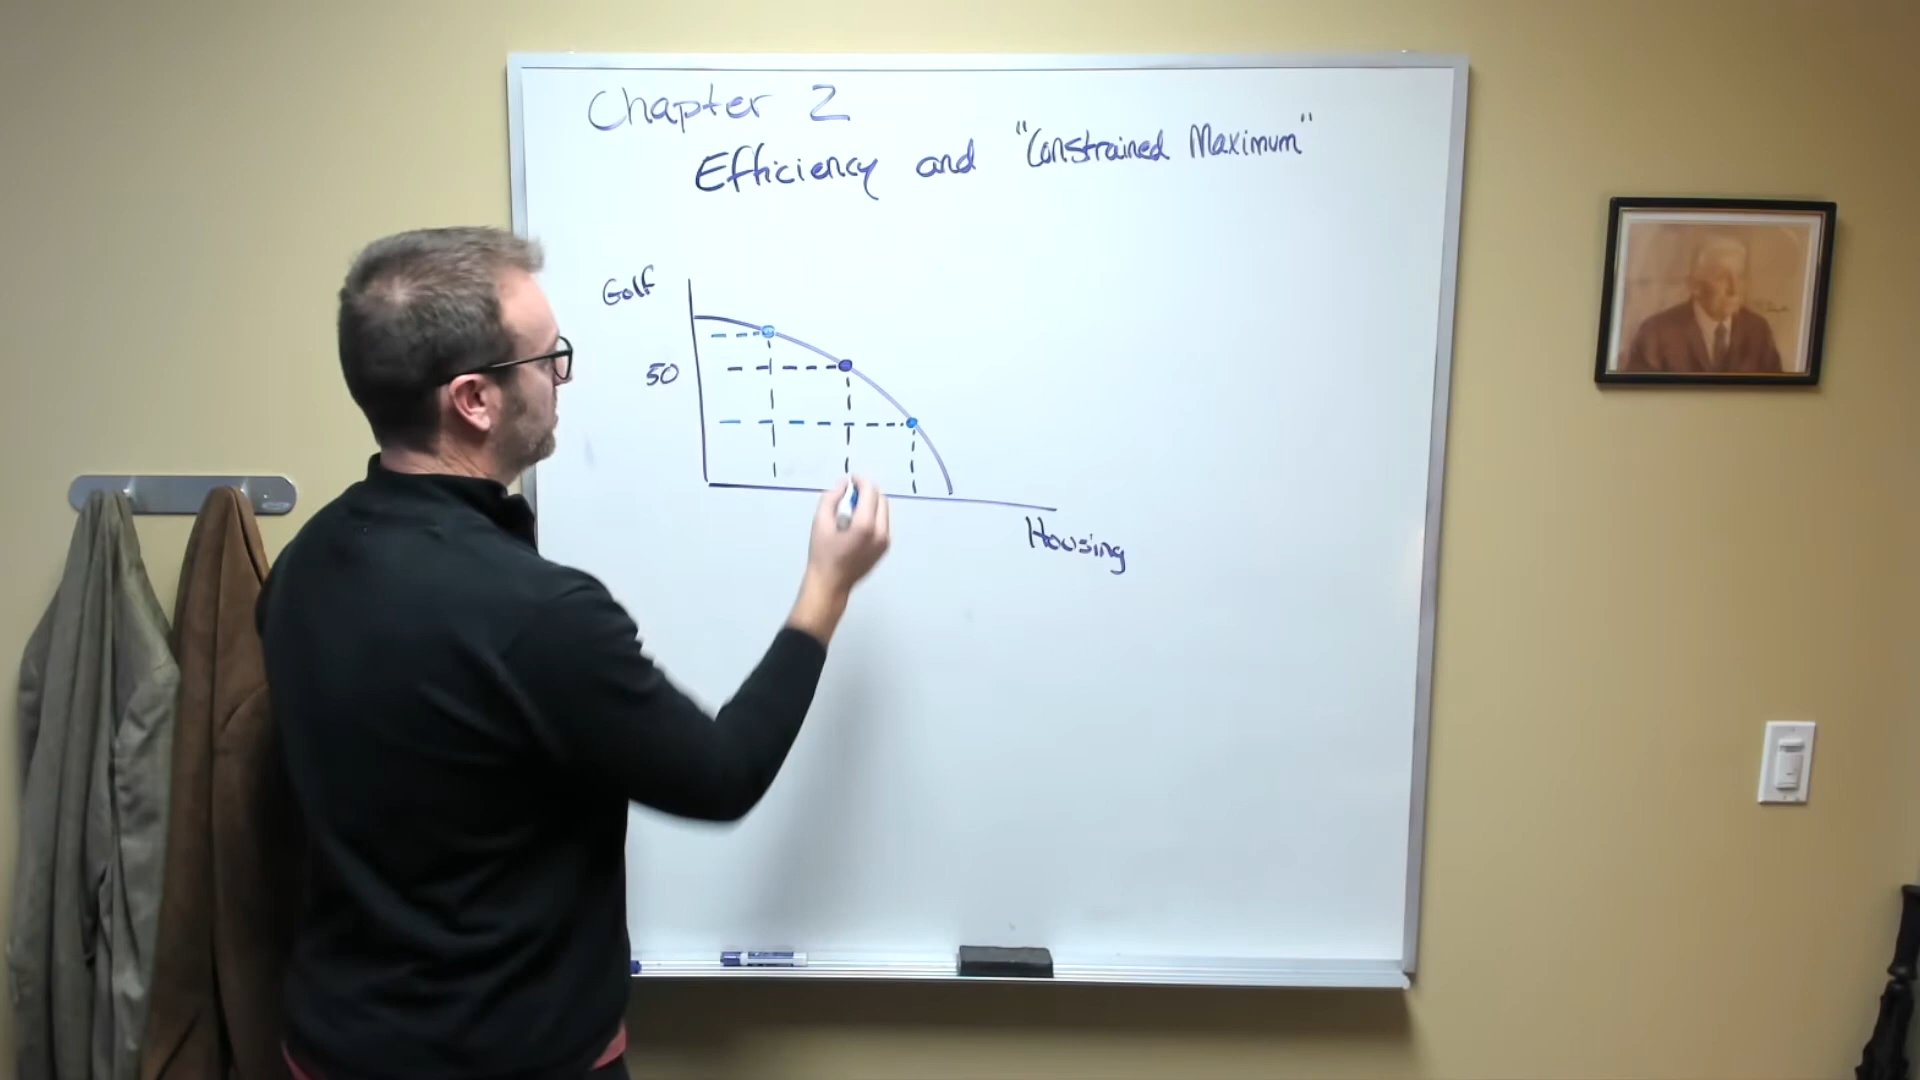 Chapter 2
Efficiency and "Constrained Maximum"
Golf
50
Housing